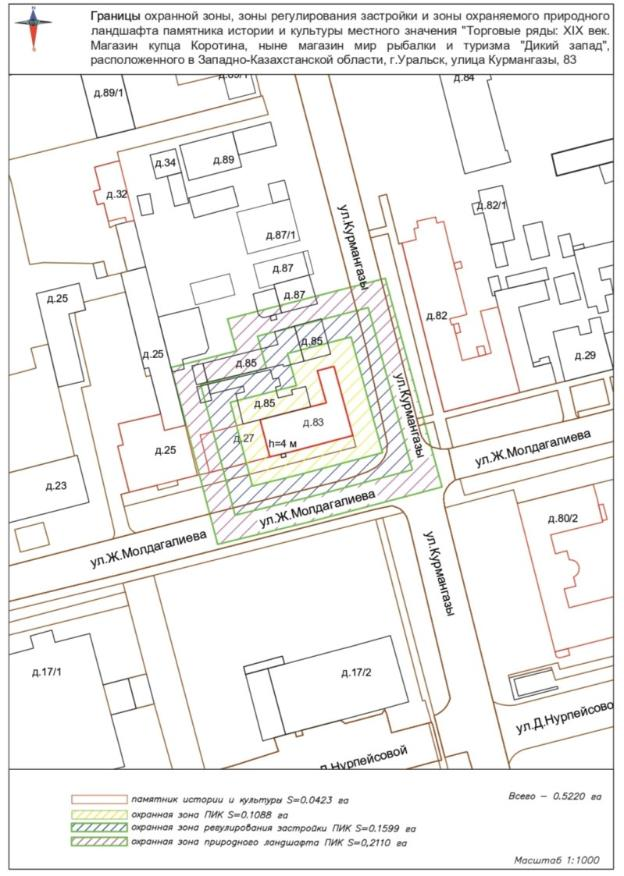 Границы охранной зоны, зоны регулирования застройки и зоны охраняемого природного
ландшафта памятника истории и культуры местного значения "Торговые ряды: XIX век.
Магазин купца Коротина, ныне магазин мир рыбалки и туризма "Дикий запад",
расположенного в Западно-Казахстанской области, г.Уральск, улица Курмангазы, 83
д.89/1
д.84
д.34
д.89
д.32
д.82/1
ул.Курмангазы
д.87/1
д.87
д.87
д.25
д.82
д.85
д.25
д.85
д.29
ул.Курмангазы
д.85
д.83
д.27
h=4 м
д.25
ул.Ж.Молдагалиева
д.23
ул.Ж.Молдагалиева
д.80/2
ул.Ж.Молдагалиева
ул.Курмангазы
д.17/1
д.17/2
ул.Д.Нурпейсово
Д.Нурпейсовой
памятник истории и культуры S=0.0423 га
Всего – 0.5220 га
охранная зона ПИК S=0.1088 га
охранная зона регулирования застройки ПИК S=0.1599 га
охранная зона природного ландшафта ПИК S=0,2110 га
Масштаб 1:1000